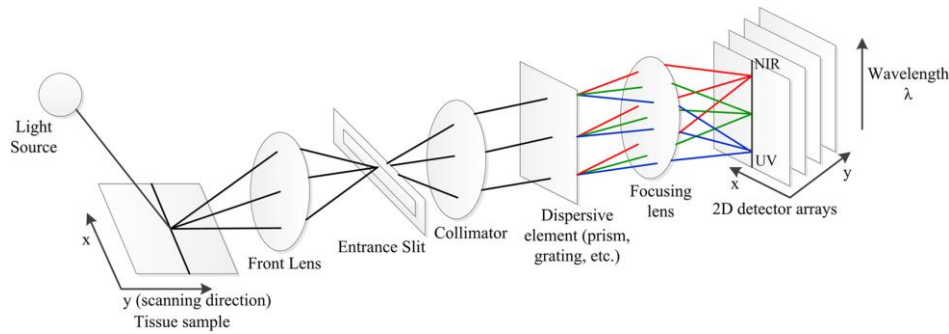 Light
Source
x
y (scanning direction)
Tissue sample
Front Lens
Entrance Slit
Collimator
Dispersive
element (prism,
grating, etc.)
Focusing
lens
NIR
UV
x
y
2D detector arrays
Wavelength
λ